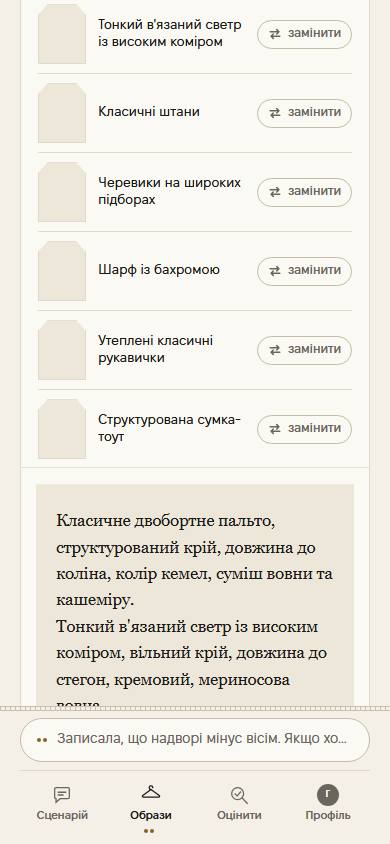 Тонкий в'язаний светр
із високим коміром
замінити
Класичні штани
замінити
Черевики на широких
підборах
замінити
Шарф із бахромою
замінити
Утеплені класичні
рукавички
замінити
Структурована сумка-
тоут
замінити
Класичне двобортне пальто,
структурований крій, довжина до
коліна, колір кемел, суміш вовни та
кашеміру.
Тонкий в'язаний светр із високим
коміром, вільний крій, довжина до
стегон, кремовий, мериносова
вовна
Записала, що надворі мінус вісім. Якщо хо...
Сценарій
Образи
Оцінити
Г
Профіль